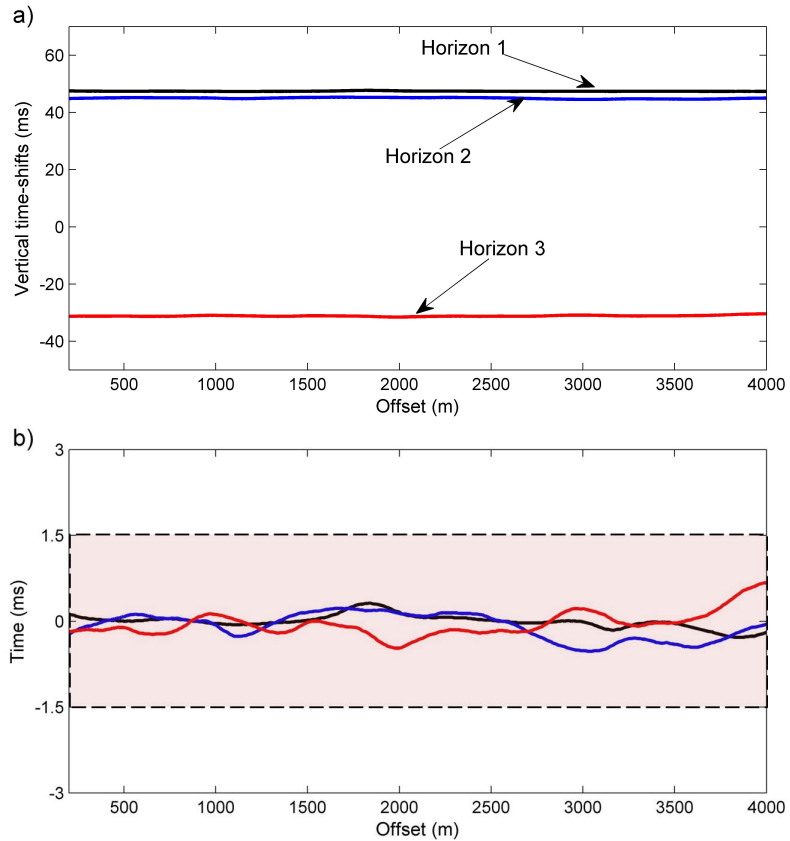 a)
60
40
20
0
-20
-40
Vertical time-shifts (ms)
Horizon 1
Horizon 2
Horizon 3
500 1000 1500 2000 2500 3000 3500 4000
Offset (m)
b)
3
1.5
0
-1.5
-3
Time (ms)
500 1000 1500 2000 2500 3000 3500 4000
Offset (m)